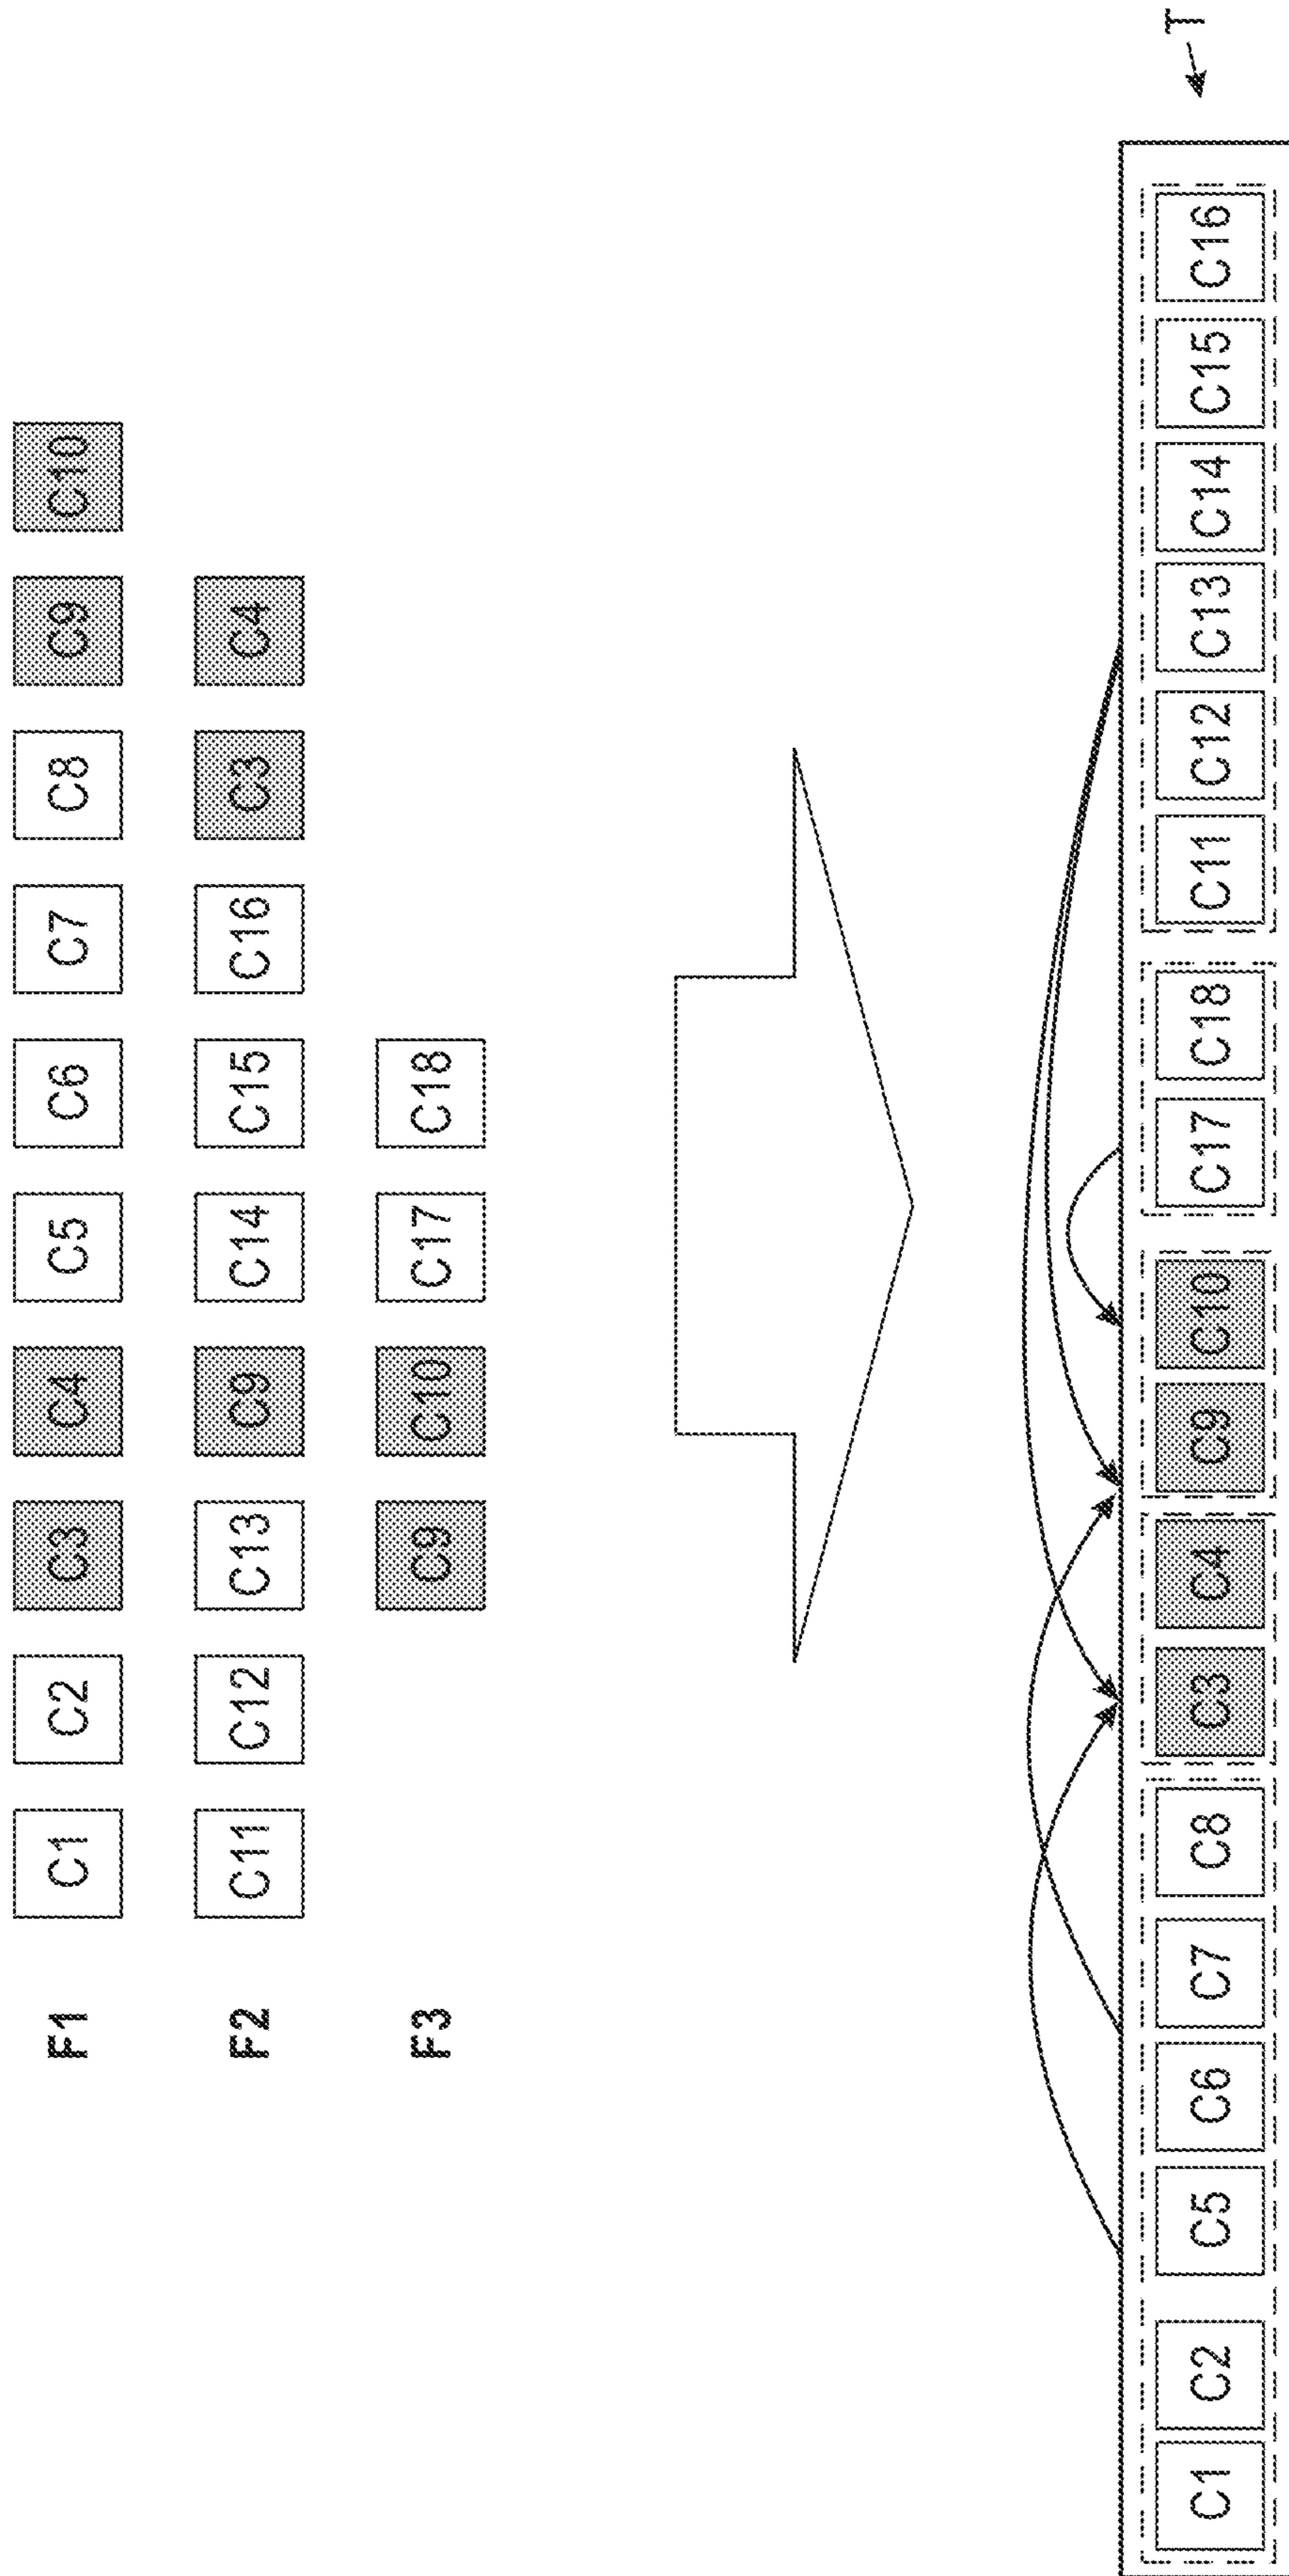 F1 C1 C2 C3 C4 C5 C6 C7 C8 C9 C10
F2 C11 C12 C13 C9 C14 C15 C16 C3 C4
F3 C9 C10 C17 C18
T
C1 C2 C5 C6 C7 C8 C3 C4 C9 C10 C17 C18 C11 C12 C13 C14 C15 C16